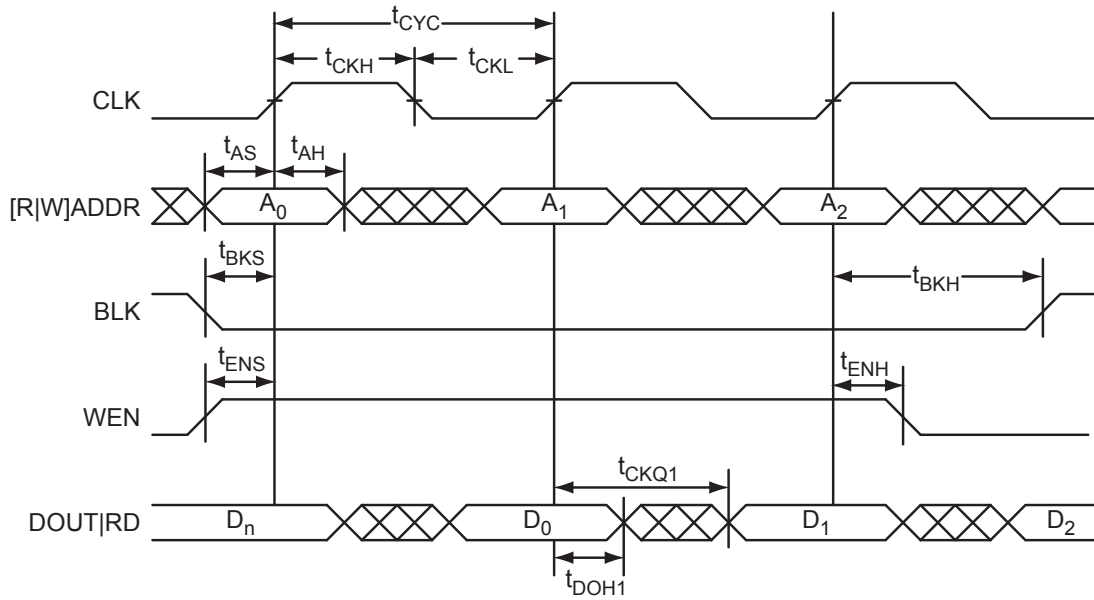 tCYC
tCKH tCKL
CLK
tAS tAH
[R|W]ADDR A0 A1 A2
tBKS tBKH
BLK
tENS tENH
WEN
tCKQ1
DOUT|RD Dn D0 D1 D2
tDOH1